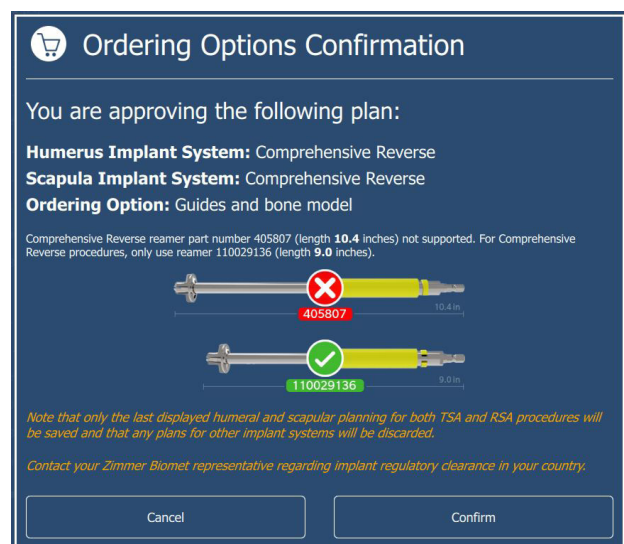 Ordering Options Confirmation
You are approving the following plan:
Humerus Implant System: Comprehensive Reverse
Scapula Implant System: Comprehensive Reverse
Ordering Option: Guides and bone model
Comprehensive Reverse reamer part number 405807 (length 10.4 inches) not supported. For Comprehensive
Reverse procedures, only use reamer 110029136 (length 9.0 inches).
405807
10.4 in
110029136
9.0 in
Note that only the last displayed humeral and scapular planning for both TSA and RSA procedures will
be saved and that any plans for other implant systems will be discarded.
Contact your Zimmer Biomet representative regarding implant regulatory clearance in your country.
Cancel
Confirm